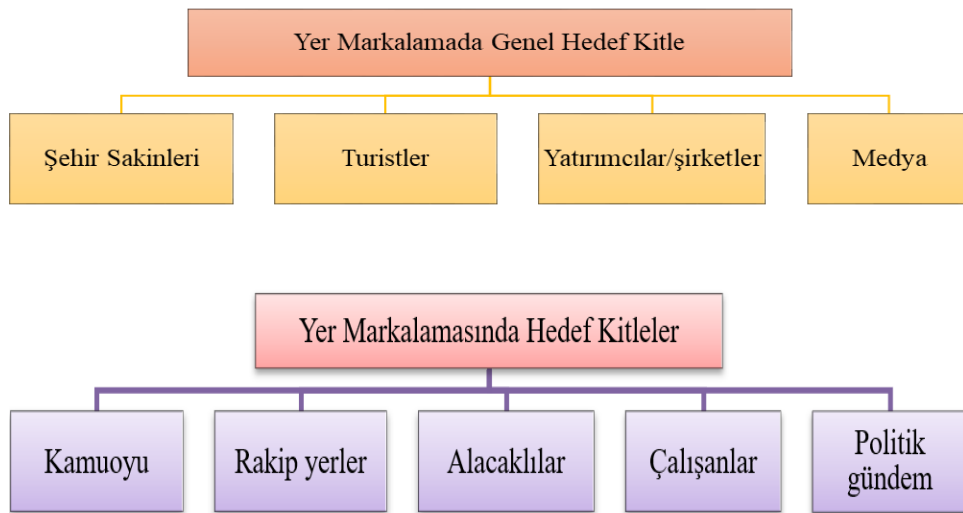 Yer Markalamada Genel Hedef Kitle
Şehir Sakinleri
Turistler
Yatırımcılar/şirketler
Medya
Yer Markalamasında Hedef Kitleler
Kamuoyu
Rakip yerler
Alacaklılar
Çalışanlar
Politik
gündem